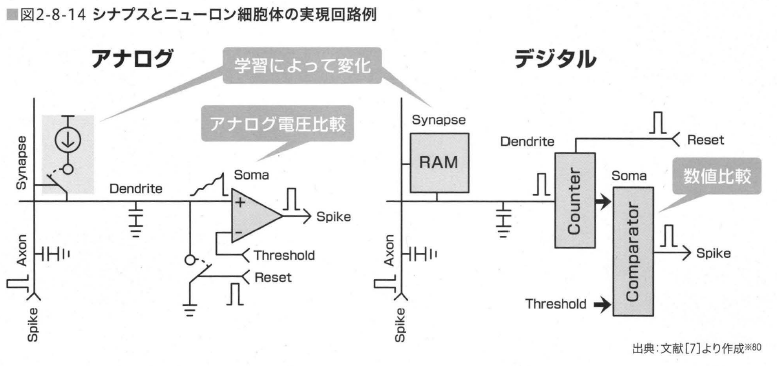 ■図2-8-14 シナプスとニューロン細胞体の実現回路例
アナログ
学習によって変化
デジタル
アナログ電圧比較
Synapse
Dendrite
Soma
+
−
Spike
Threshold
Reset
Axon
Spike
Synapse
RAM
Dendrite
Reset
Counter
Soma
数値比較
Comparator
Spike
Threshold
Axon
Spike
出典:文献[7]より作成※80